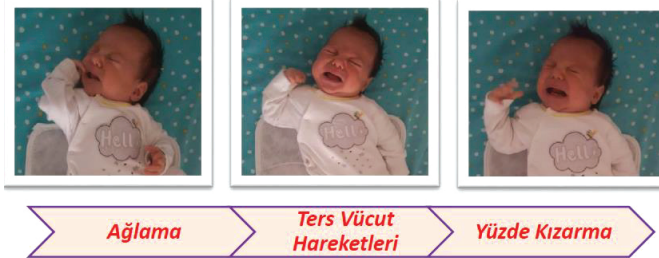 Hello
Hello
Hello
Ağlama
Ters Vücut
Hareketleri
Yüzde Kızarma